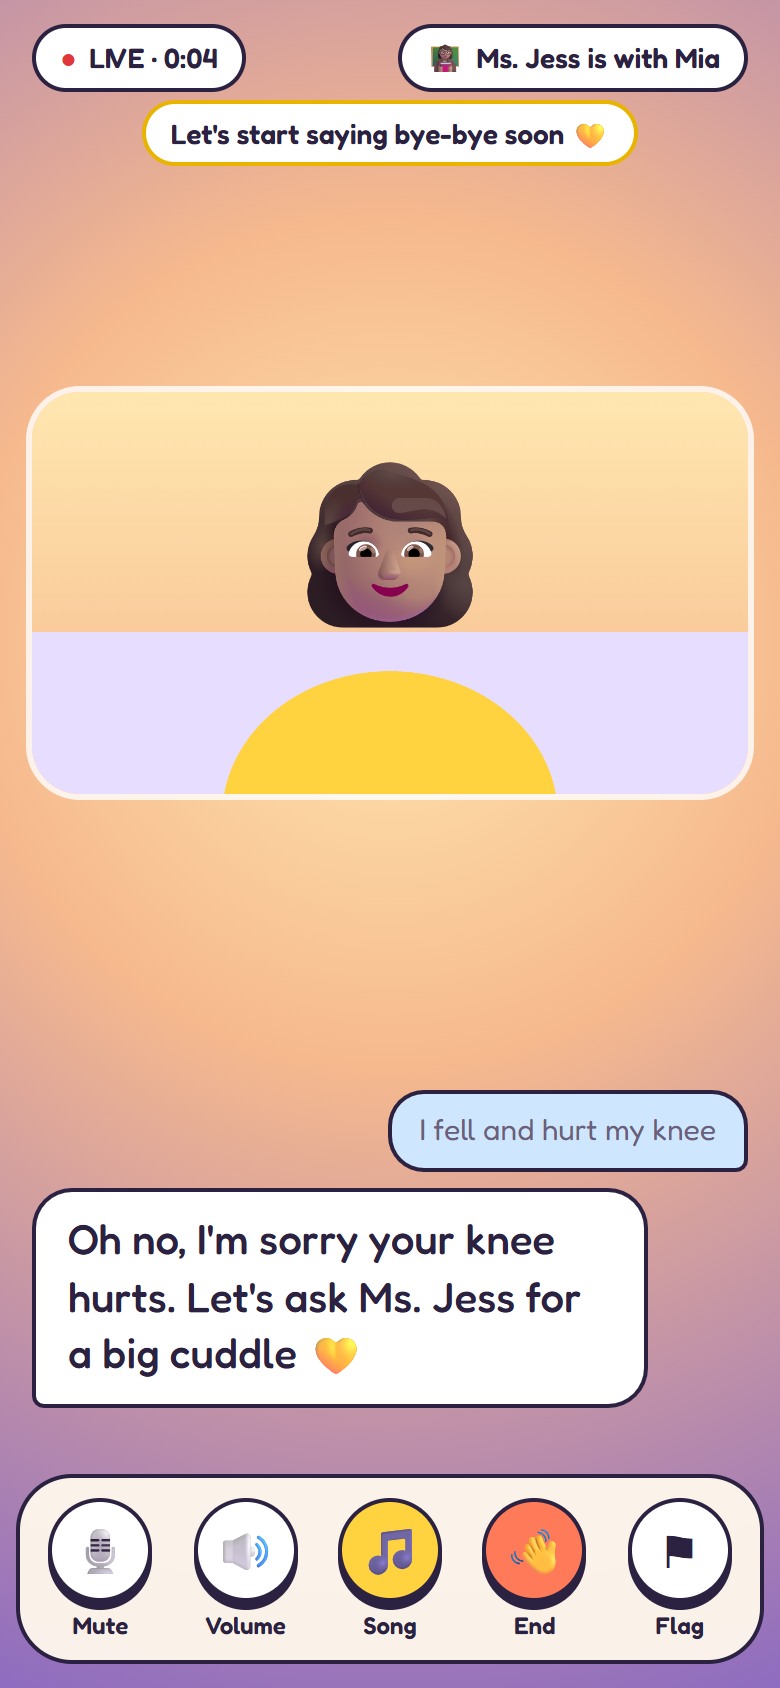 LIVE · 0:04
Ms. Jess is with Mia
Let's start saying bye-bye soon 💛
I fell and hurt my knee
Oh no, I'm sorry your knee
hurts. Let's ask Ms. Jess for
a big cuddle 💛
Mute
Volume
Song
End
Flag